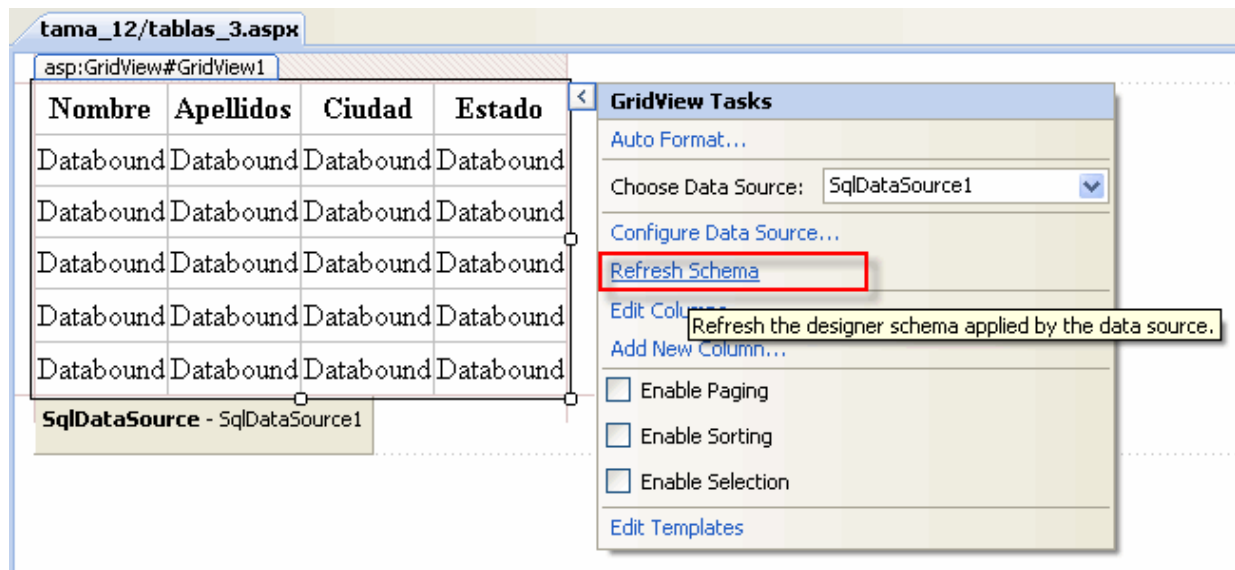 tama_12/tablas_3.aspx
asp:GridView#GridView1
Nombre Apellidos Ciudad Estado
Databound Databound Databound Databound
Databound Databound Databound Databound
Databound Databound Databound Databound
Databound Databound Databound Databound
Databound Databound Databound Databound
SqlDataSource - SqlDataSource1
GridView Tasks
Auto Format...
Choose Data Source: SqlDataSource1
Configure Data Source...
Refresh Schema
Edit Columns...
Refresh the designer schema applied by the data source.
Add New Column...
Enable Paging
Enable Sorting
Enable Selection
Edit Templates